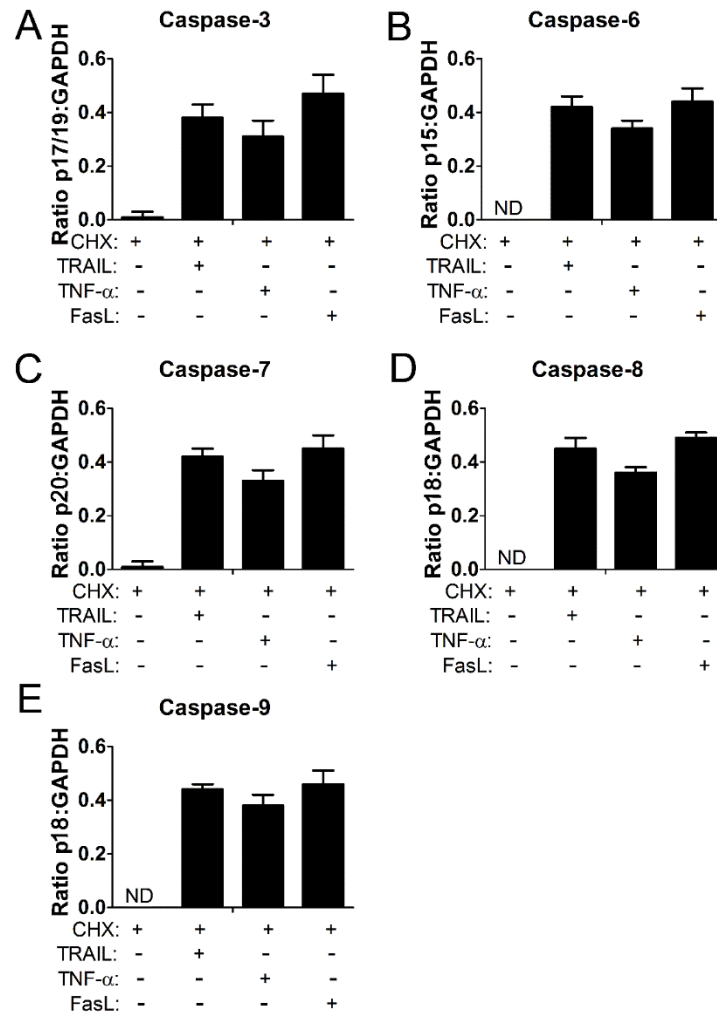 A
Caspase-3
Ratio p17/19:GAPDH
0.6
0.4
0.2
0.0
CHX: + + + +
TRAIL: - + - -
TNF-α: - - + -
FasL: - - - +
B
Caspase-6
Ratio p15:GAPDH
0.6
0.4
0.2
0.0
ND
CHX: + + + +
TRAIL: - + - -
TNF-α: - - + -
FasL: - - - +
C
Caspase-7
Ratio p20:GAPDH
0.6
0.4
0.2
0.0
CHX: + + + +
TRAIL: - + - -
TNF-α: - - + -
FasL: - - - +
D
Caspase-8
Ratio p18:GAPDH
0.6
0.4
0.2
0.0
ND
CHX: + + + +
TRAIL: - + - -
TNF-α: - - + -
FasL: - - - +
E
Caspase-9
Ratio p18:GAPDH
0.6
0.4
0.2
0.0
ND
CHX: + + + +
TRAIL: - + - -
TNF-α: - - + -
FasL: - - - +